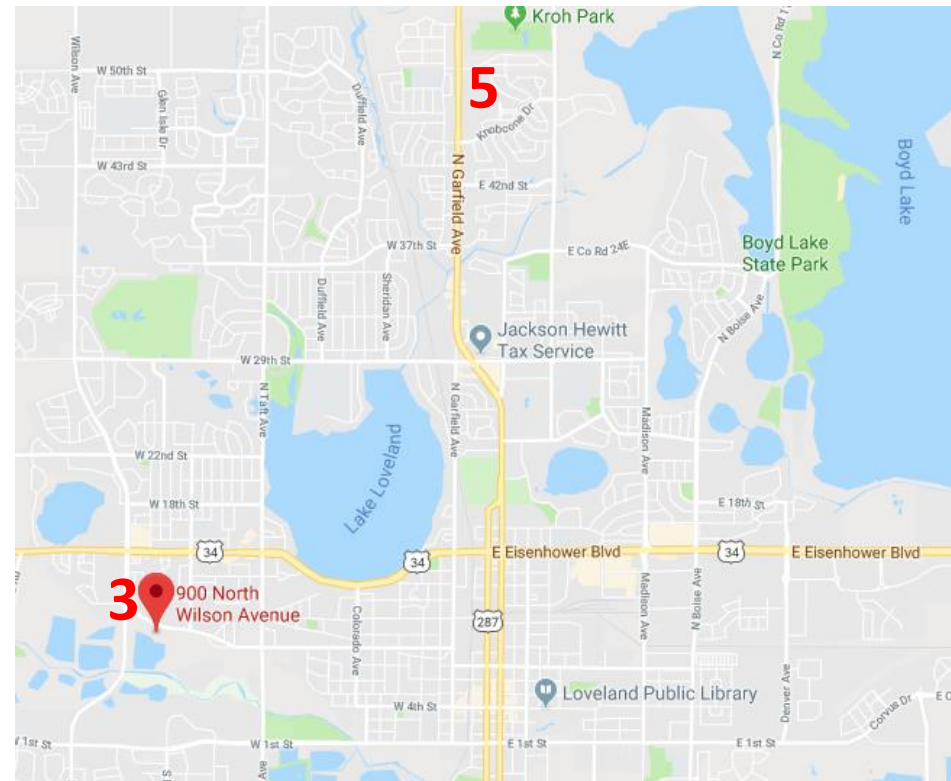 Kroh Park
N Co Rd 1
Wilson Ave
W 50th St
Glen Isle Dr
Duffield Ave
5
Knobcone Dr
W 43rd St
N Garfield Ave
E 42nd St
Boyd Lake
W 37th St
E Co Rd 24E
Boyd Lake
State Park
Duffield Ave
Sheridan Ave
N Boise Ave
Jackson Hewitt
Tax Service
W 29th St
N Taft Ave
N Garfield Ave
Madison Ave
Lake Loveland
W 22nd St
W 18th St
E 18th St
34
34
E Eisenhower Blvd
34
E Eisenhower Blvd
3
900 North
Wilson Avenue
Colorado Ave
287
Madison Ave
N Boise Ave
Loveland Public Library
W 4th St
Denver Ave
Corvus Dr
E C
1st St
W 1st St
E 1st St
E 1st St
Ave